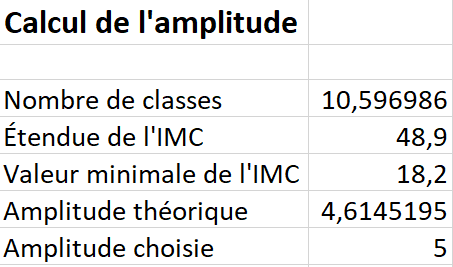 Calcul de l'amplitude
Nombre de classes 10,596986
Étendue de l'IMC 48,9
Valeur minimale de l'IMC 18,2
Amplitude théorique 4,6145195
Amplitude choisie 5